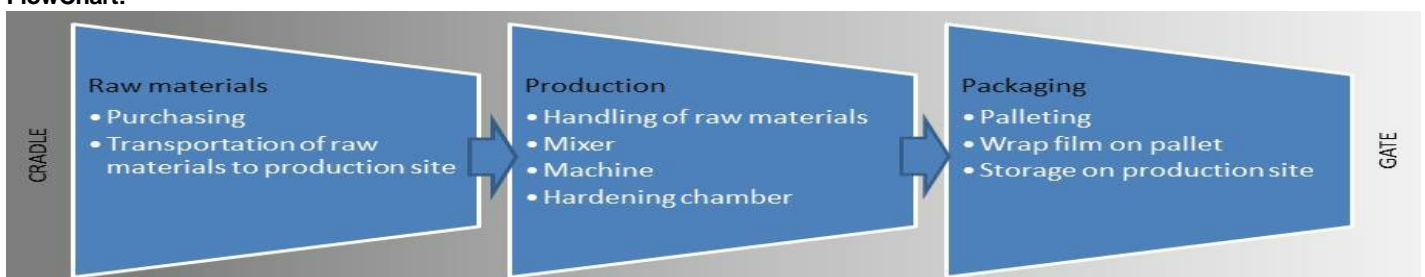 FlowChart:
CRADLE
Raw materials
• Purchasing
• Transportation of raw
materials to production site
Production
• Handling of raw materials
• Mixer
• Machine
• Hardening chamber
Packaging
• Palleting
• Wrap film on pallet
• Storage on production site
GATE